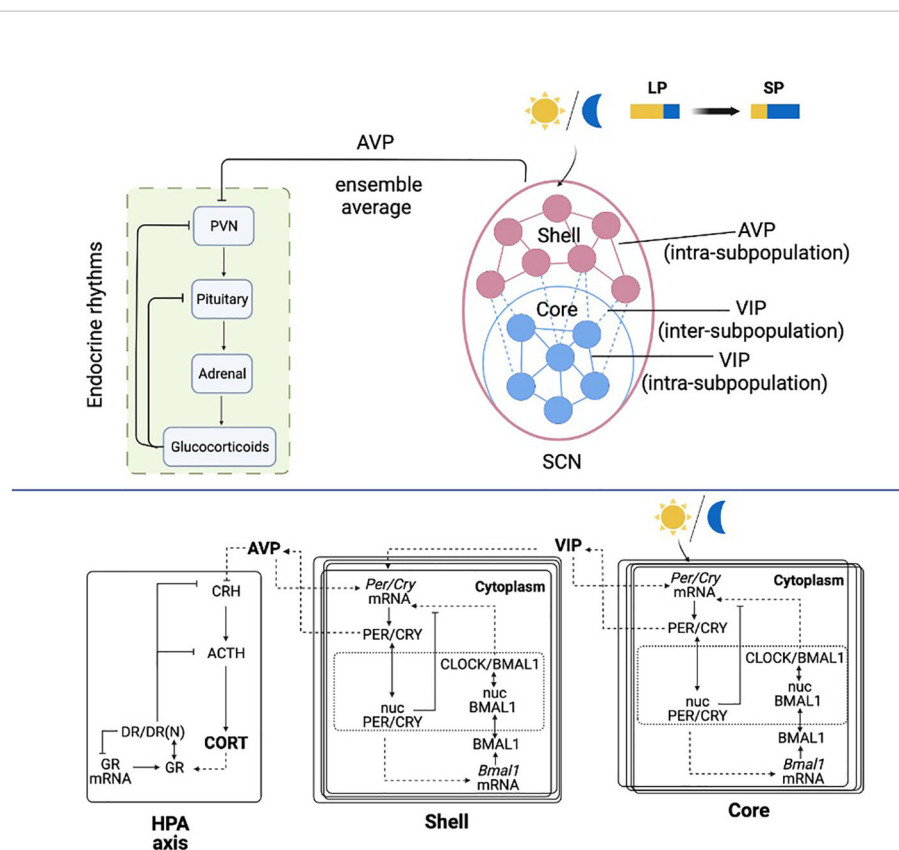 LP
SP
AVP
ensemble
average
Endocrine rhythms
PVN
Pituitary
Adrenal
Glucocorticoids
Shell
AVP
(intra-subpopulation)
Core
VIP
(inter-subpopulation)
VIP
(intra-subpopulation)
SCN
AVP
CRH
ACTH
DR/DR(N)
CORT
GR
mRNA
GR
HPA
axis
VIP
Per/Cry
mRNA
Cytoplasm
PER/CRY
CLOCK/BMAL1
nuc
BMAL1
nuc
PER/CRY
BMAL1
Bmal1
mRNA
Shell
Per/Cry
mRNA
Cytoplasm
PER/CRY
CLOCK/BMAL1
nuc
BMAL1
nuc
PER/CRY
BMAL1
Bmal1
mRNA
Core